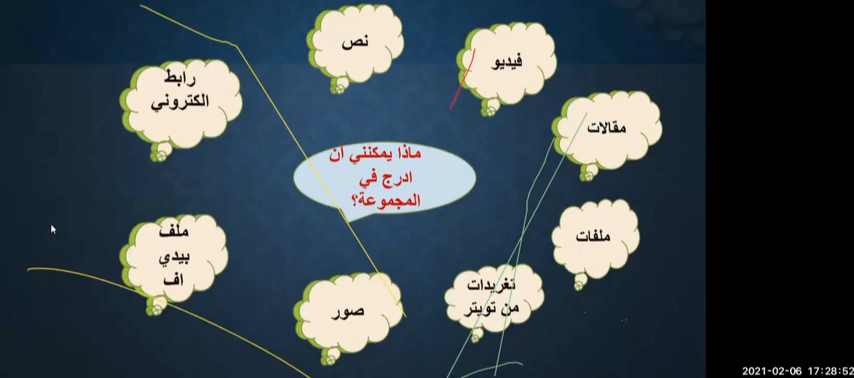 نص
فيديو
رابط
الكتروني
مقالات
ماذا يمكنني ان
ادرج في
المجموعة؟
ملفات
ملف
بيدي
اف
تغريدات
من تويتر
صور
2021-02-06 17:28:52